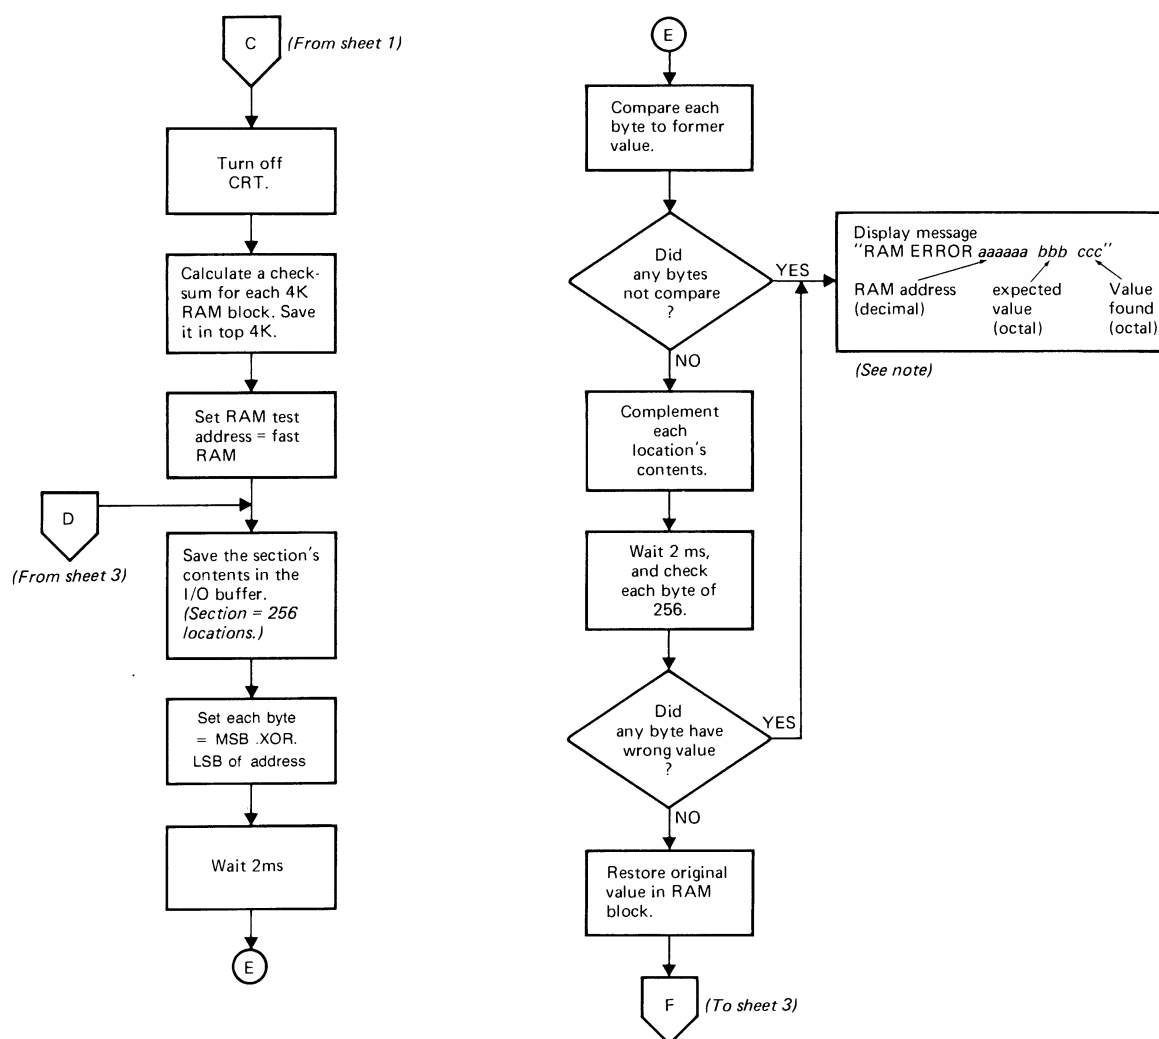 C
(From sheet 1)
Turn off
CRT.
Calculate a check-
sum for each 4K
RAM block. Save
it in top 4K.
Set RAM test
address = fast
RAM
D
(From sheet 3)
Save the section's
contents in the
I/O buffer.
(Section = 256
locations.)
Set each byte
= MSB .XOR.
LSB of address
Wait 2ms
E
E
Compare each
byte to former
value.
Did
any bytes
not compare
?
YES
NO
Display message
"RAM ERROR aaaaaa bbb ccc"
RAM address
(decimal)
expected
value
(octal)
Value
found
(octal)
(See note)
Complement
each
location's
contents.
Wait 2 ms,
and check
each byte of
256.
Did
any byte have
wrong value
?
YES
NO
Restore original
value in RAM
block.
F
(To sheet 3)